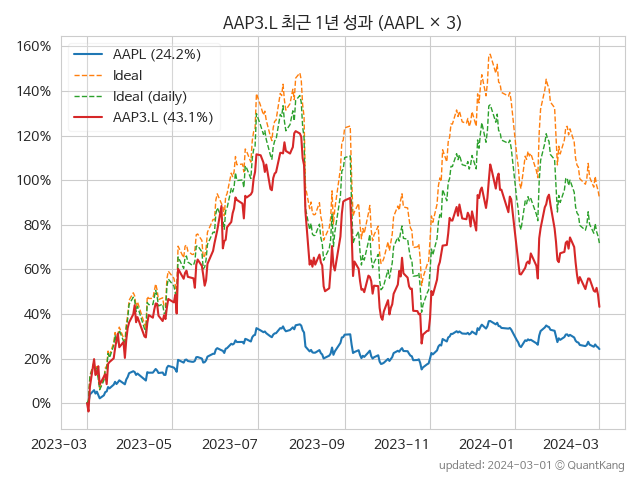 AAP3.L 최근 1년 성과 (AAPL × 3)
160%
140%
120%
100%
80%
60%
40%
20%
0%
AAPL (24.2%)
Ideal
Ideal (daily)
AAP3.L (43.1%)
2023-03 2023-05 2023-07 2023-09 2023-11 2024-01 2024-03
updated: 2024-03-01 ⓒ QuantKang